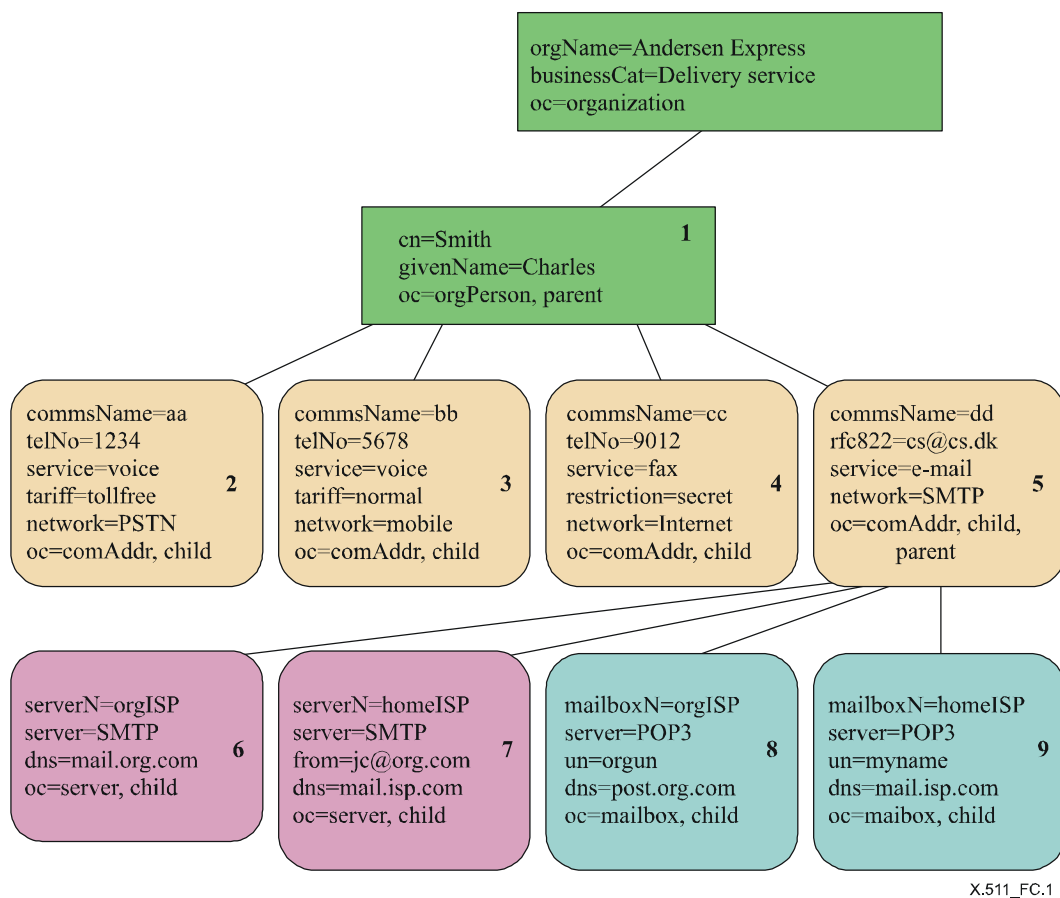 orgName=Andersen Express
businessCat=Delivery service
oc=organization
1
cn=Smith
givenName=Charles
oc=orgPerson, parent
commsName=aa
telNo=1234
service=voice
tariff=tollfree
network=PSTN
oc=comAddr, child
2
commsName=bb
telNo=5678
service=voice
tariff=normal
network=mobile
oc=comAddr, child
3
commsName=cc
telNo=9012
service=fax
restriction=secret
network=Internet
oc=comAddr, child
4
commsName=dd
rfc822=cs@cs.dk
service=e-mail
network=SMTP
oc=comAddr, child,
parent
5
serverN=orgISP
server=SMTP
dns=mail.org.com
oc=server, child
6
serverN=homeISP
server=SMTP
from=jc@org.com
dns=mail.isp.com
oc=server, child
7
mailboxN=orgISP
server=POP3
un=orgun
dns=post.org.com
oc=mailbox, child
8
mailboxN=homeISP
server=POP3
un=myname
dns=mail.isp.com
oc=maibox, child
9
X.511_FC.1